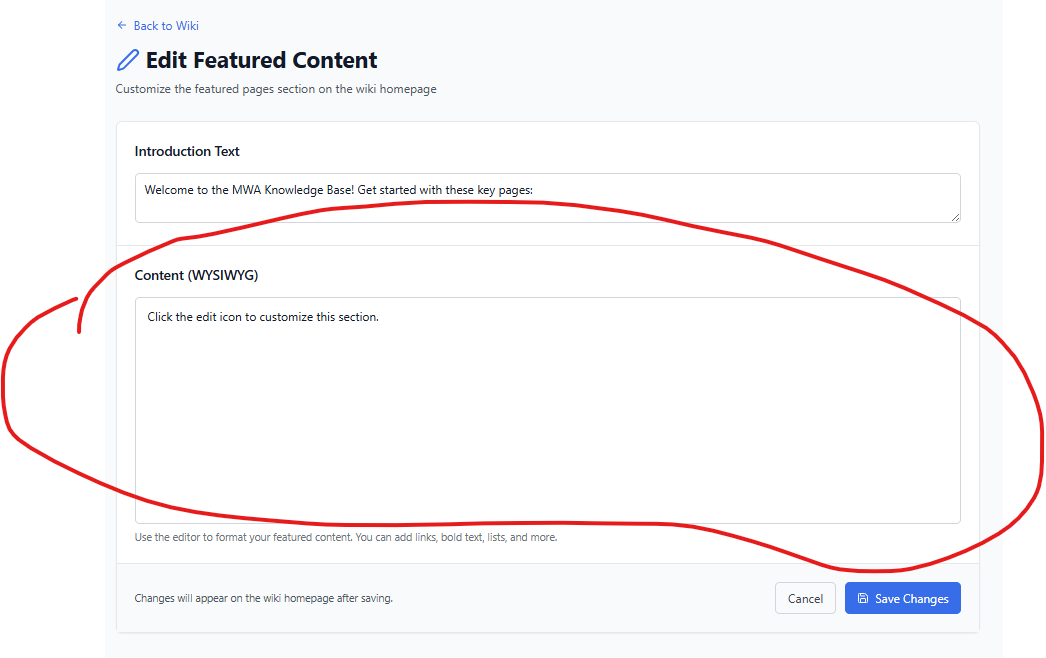 Back to Wiki
Edit Featured Content
Customize the featured pages section on the wiki homepage
Introduction Text
Welcome to the MWA Knowledge Base! Get started with these key pages:
Content (WYSIWYG)
Click the edit icon to customize this section.
Use the editor to format your featured content. You can add links, bold text, lists, and more.
Changes will appear on the wiki homepage after saving.
Cancel
Save Changes